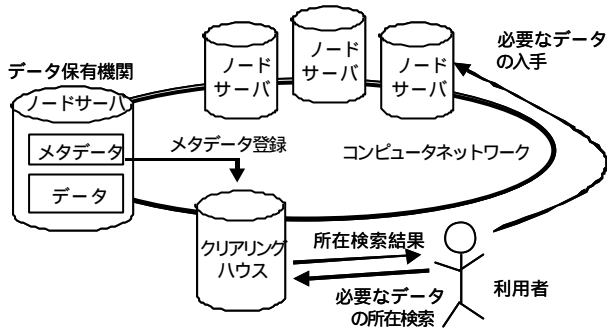 データ保有機関
ノードサーバ
メタデータ
データ
メタデータ登録
ノード
サーバ
ノード
サーバ
ノード
サーバ
必要なデータ
の入手
コンピュータネットワーク
クリアリング
ハウス
所在検索結果
必要なデータ
の所在検索
利用者